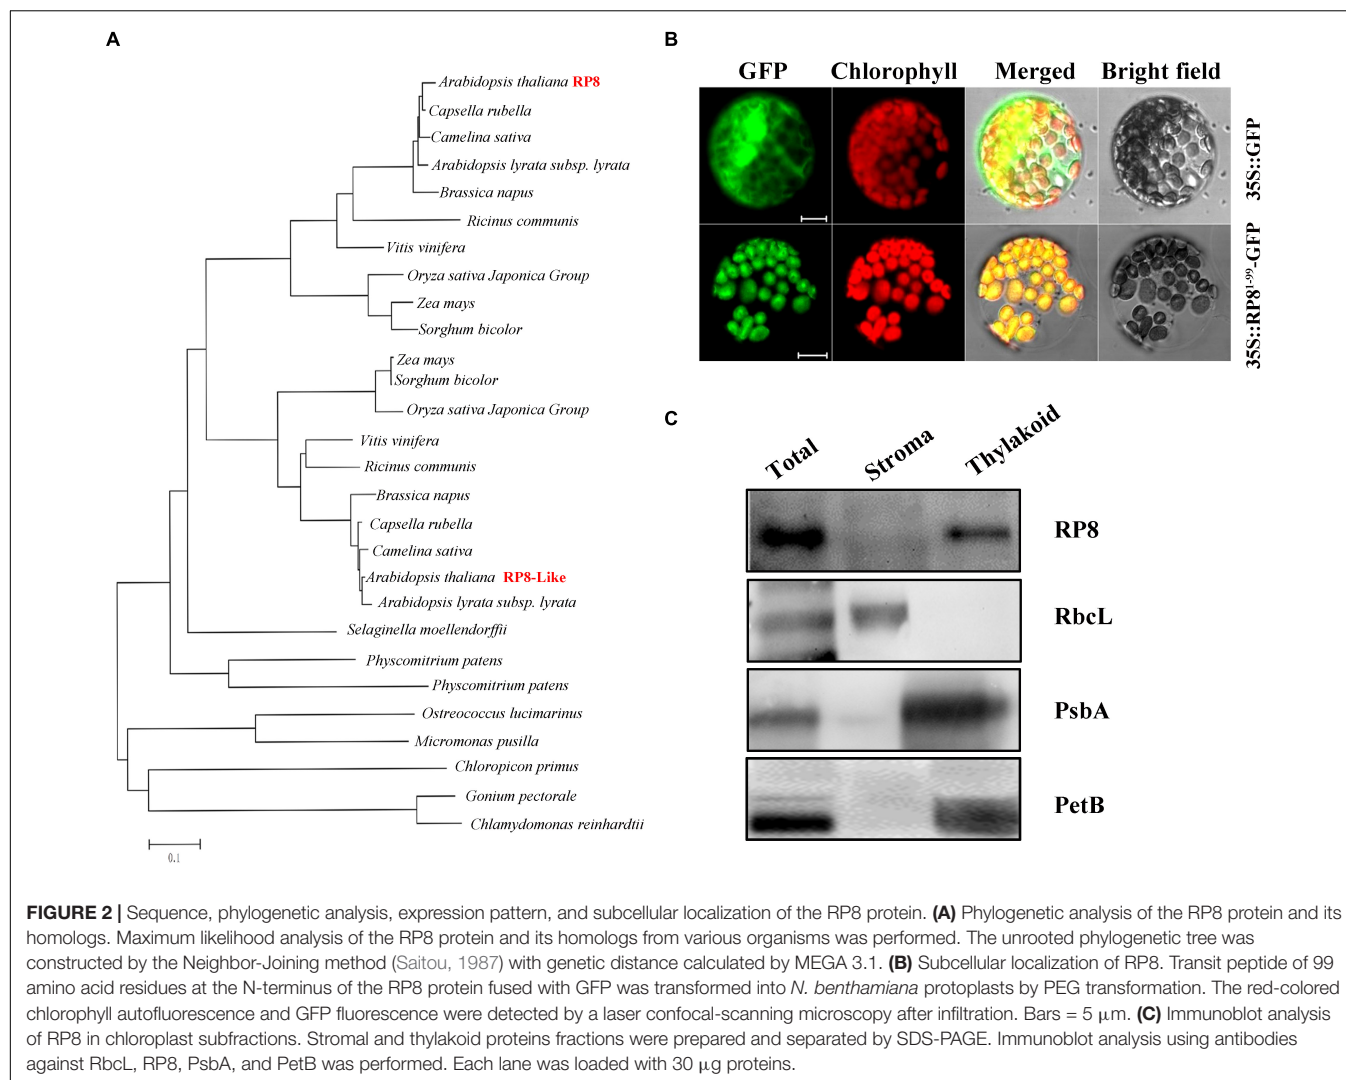 A
Arabidopsis thaliana RP8
Capsella rubella
Camelina sativa
Arabidopsis lyrata subsp. lyrata
Brassica napus
Ricinus communis
Vitis vinifera
Oryza sativa Japonica Group
Zea mays
Sorghum bicolor
Zea mays
Sorghum bicolor
Oryza sativa Japonica Group
Vitis vinifera
Ricinus communis
Brassica napus
Capsella rubella
Camelina sativa
Arabidopsis thaliana RP8-Like
Arabidopsis lyrata subsp. lyrata
Selaginella moellendorffii
Physcomitrium patens
Physcomitrium patens
Ostreococcus lucimarinus
Micromonas pusilla
Chloropicon primus
Gonium pectorale
Chlamydomonas reinhardtii
0.1
B
GFP Chlorophyll Merged Bright field
35S::GFP
35S::RP8¹⁻⁹⁹-GFP
C
Total Stroma Thylakoid
RP8
RbcL
PsbA
PetB
FIGURE 2 | Sequence, phylogenetic analysis, expression pattern, and subcellular localization of the RP8 protein. (A) Phylogenetic analysis of the RP8 protein and its
homologs. Maximum likelihood analysis of the RP8 protein and its homologs from various organisms was performed. The unrooted phylogenetic tree was
constructed by the Neighbor-Joining method (Saitou, 1987) with genetic distance calculated by MEGA 3.1. (B) Subcellular localization of RP8. Transit peptide of 99
amino acid residues at the N-terminus of the RP8 protein fused with GFP was transformed into N. benthamiana protoplasts by PEG transformation. The red-colored
chlorophyll autofluorescence and GFP fluorescence were detected by a laser confocal-scanning microscopy after infiltration. Bars = 5 μm. (C) Immunoblot analysis
of RP8 in chloroplast subfractions. Stromal and thylakoid proteins fractions were prepared and separated by SDS-PAGE. Immunoblot analysis using antibodies
against RbcL, RP8, PsbA, and PetB was performed. Each lane was loaded with 30 μg proteins.